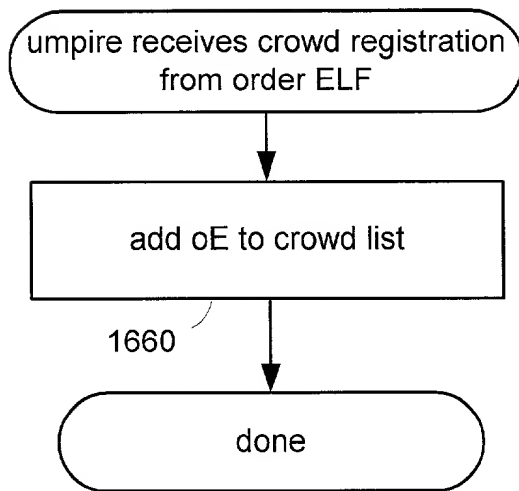 umpire receives crowd registration
from order ELF
add oE to crowd list
1660
done